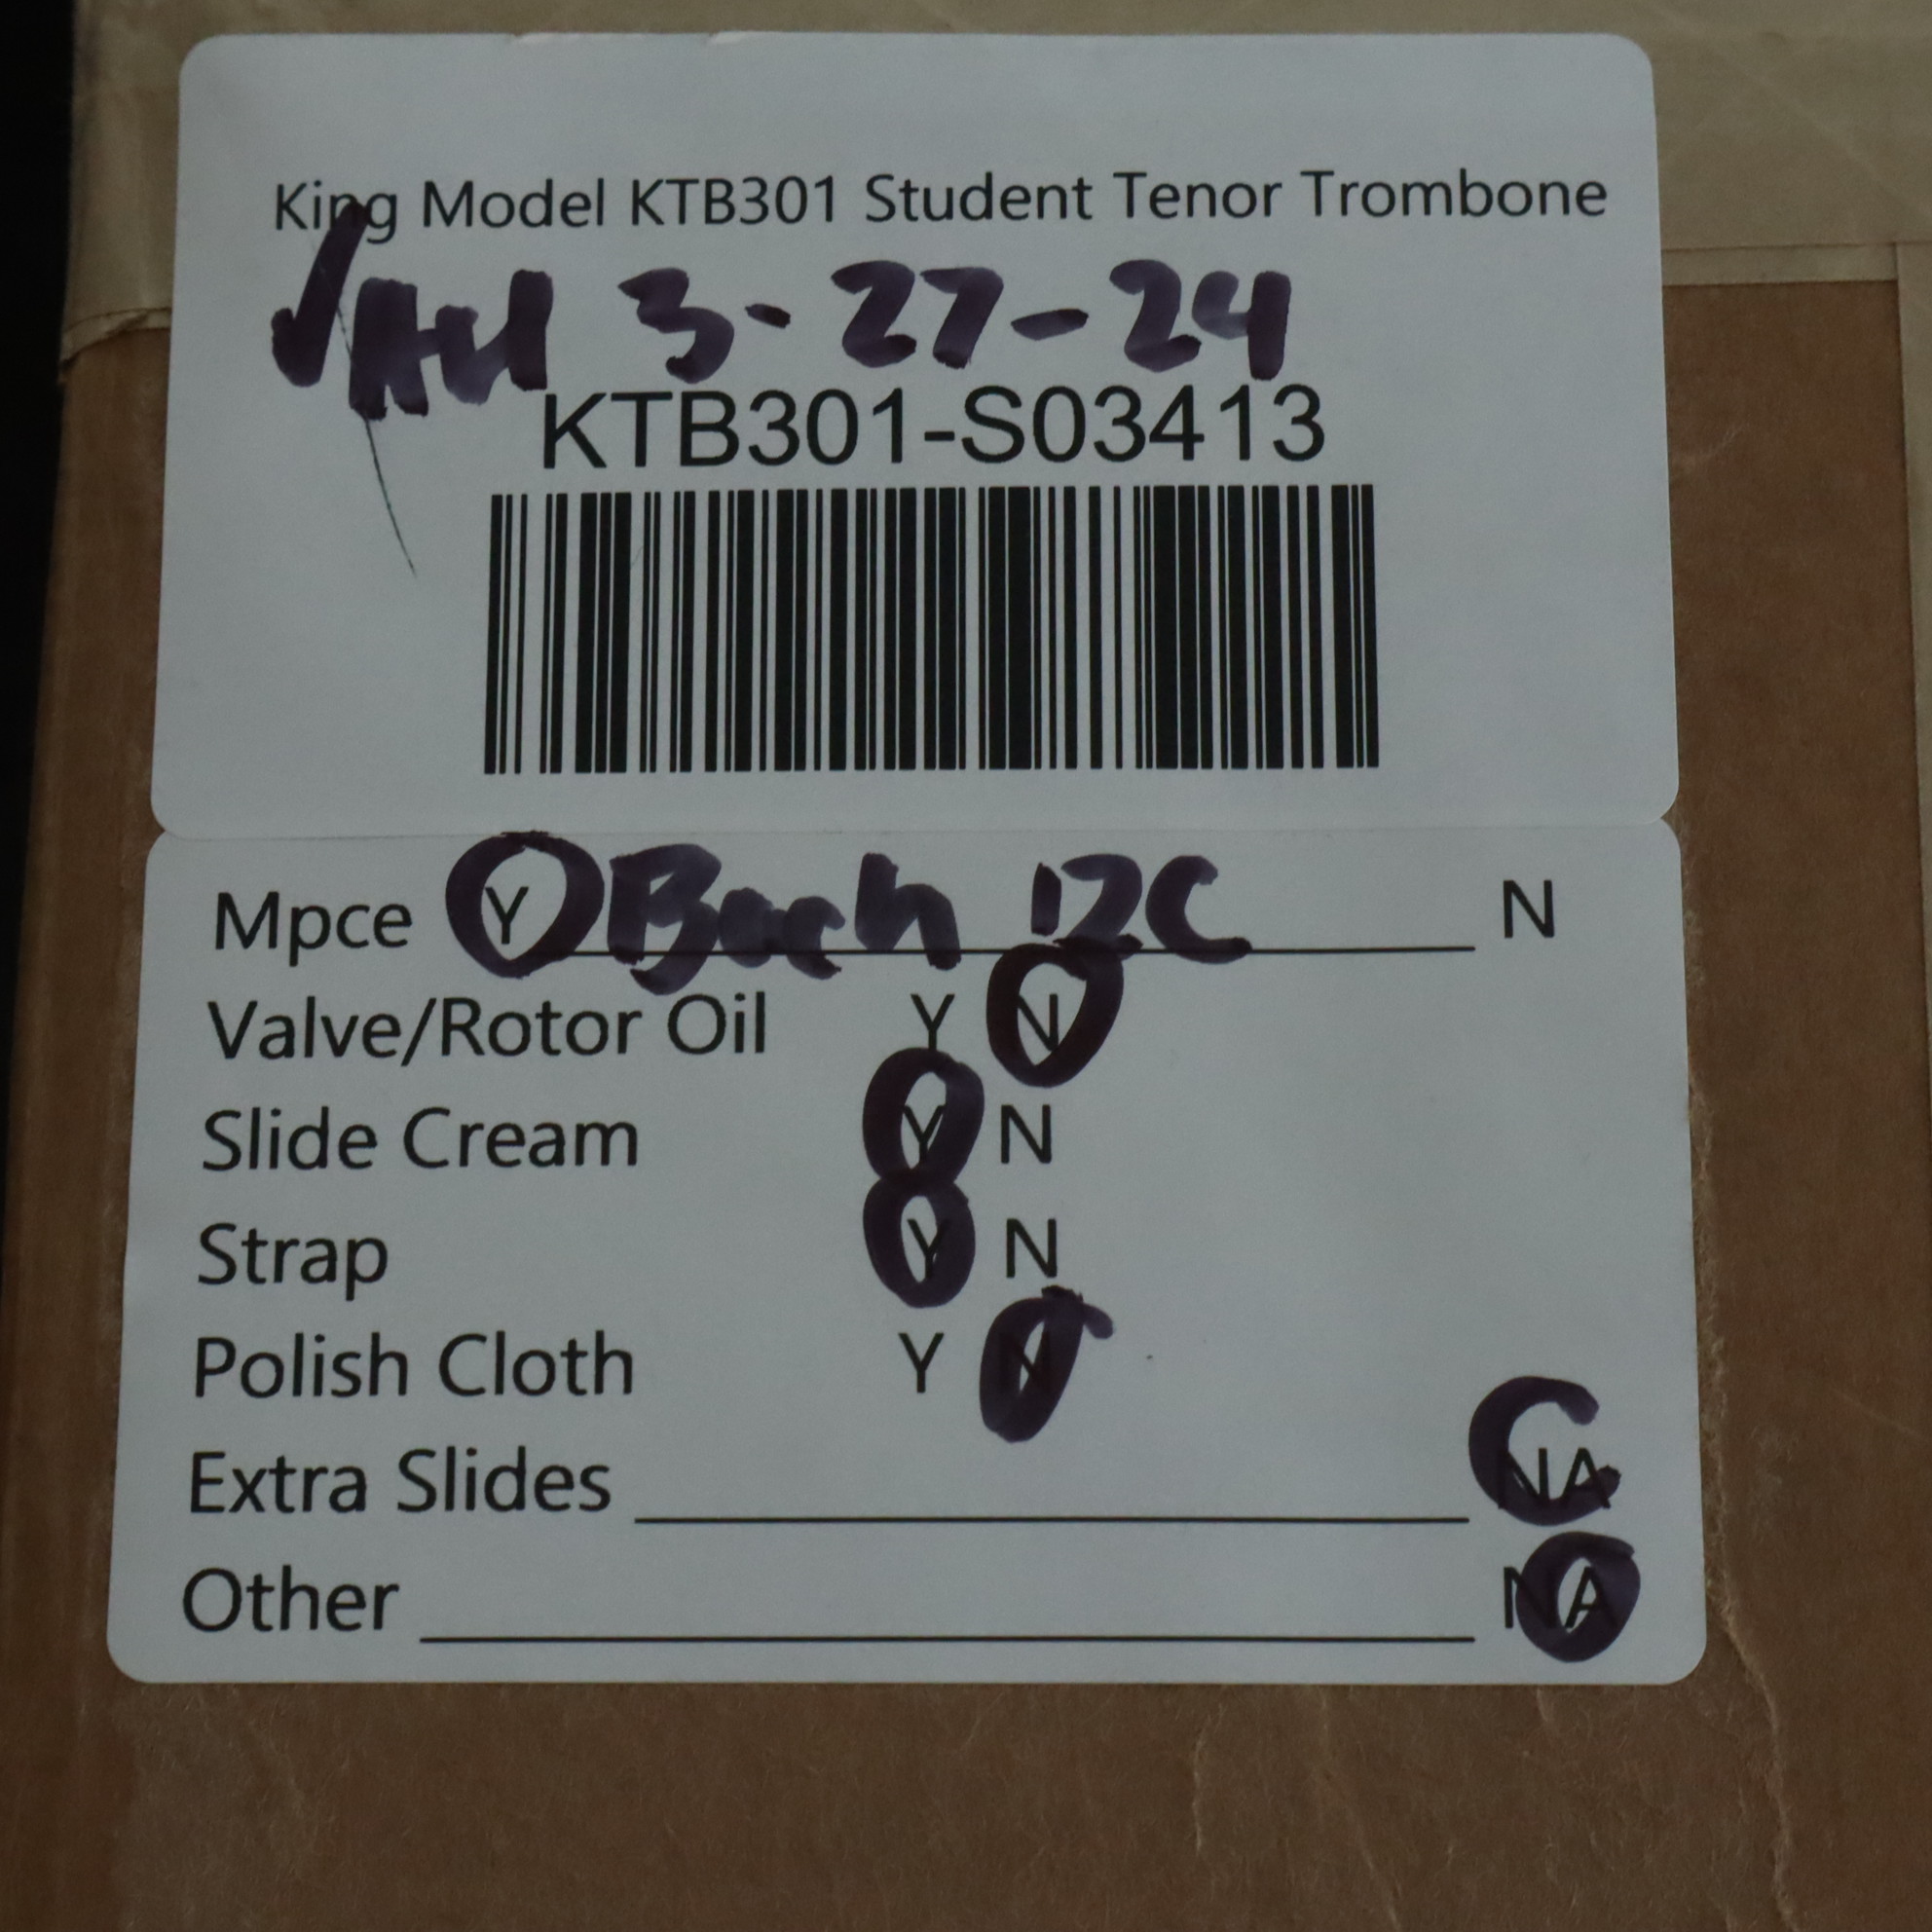 King Model KTB301 Student Tenor Trombone
3-27-24
KTB301-S03413
Mpce Y Bach 12C N
Valve/Rotor Oil Y N
Slide Cream Y N
Strap Y N
Polish Cloth Y N
Extra Slides NA
Other NA